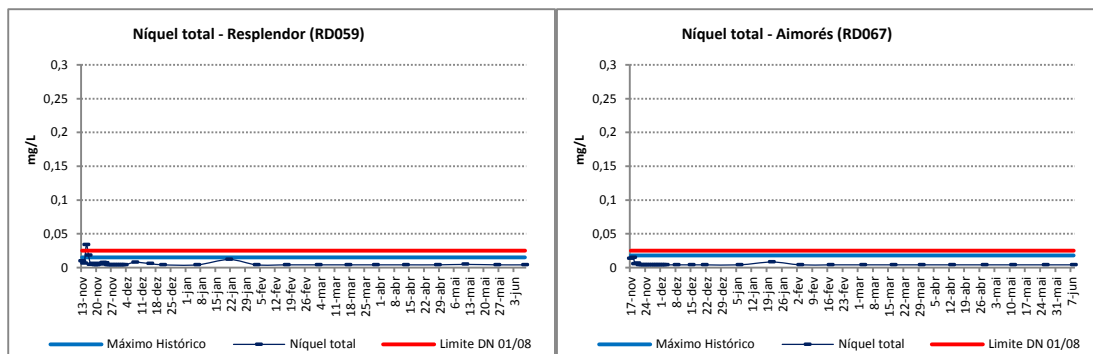 Níquel total - Resplendor (RD059)
0,3
0,25
0,2
0,15
0,1
0,05
0
mg/L
13-nov
20-nov
27-nov
4-dez
11-dez
18-dez
25-dez
1-jan
8-jan
15-jan
22-jan
29-jan
5-fev
12-fev
19-fev
26-fev
4-mar
11-mar
18-mar
25-mar
1-abr
8-abr
15-abr
22-abr
29-abr
6-mai
13-mai
20-mai
27-mai
3-jun
Máximo Histórico
Níquel total
Limite DN 01/08
Níquel total - Aimorés (RD067)
0,3
0,25
0,2
0,15
0,1
0,05
0
mg/L
17-nov
24-nov
1-dez
8-dez
15-dez
22-dez
29-dez
5-jan
12-jan
19-jan
26-jan
2-fev
9-fev
16-fev
23-fev
1-mar
8-mar
15-mar
22-mar
29-mar
5-abr
12-abr
19-abr
26-abr
3-mai
10-mai
17-mai
24-mai
31-mai
7-jun
Máximo Histórico
Níquel total
Limite DN 01/08